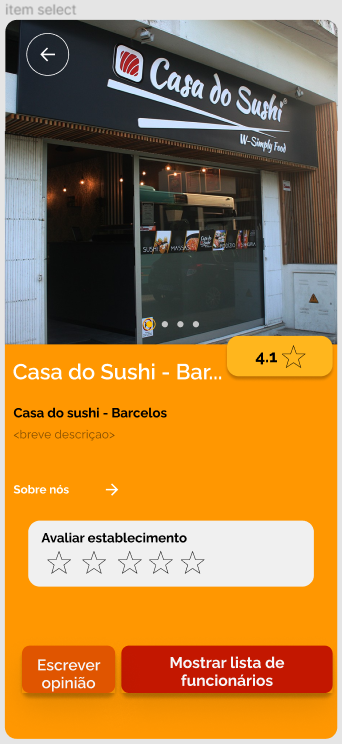 item select
Casa do Sushi
W-Simply Food
SUSHI
4.1
Casa do Sushi - Bar...
Casa do sushi - Barcelos
<breve descriçao>
Sobre nós
Avaliar establecimento
Escrever
opinião
Mostrar lista de
funcionários